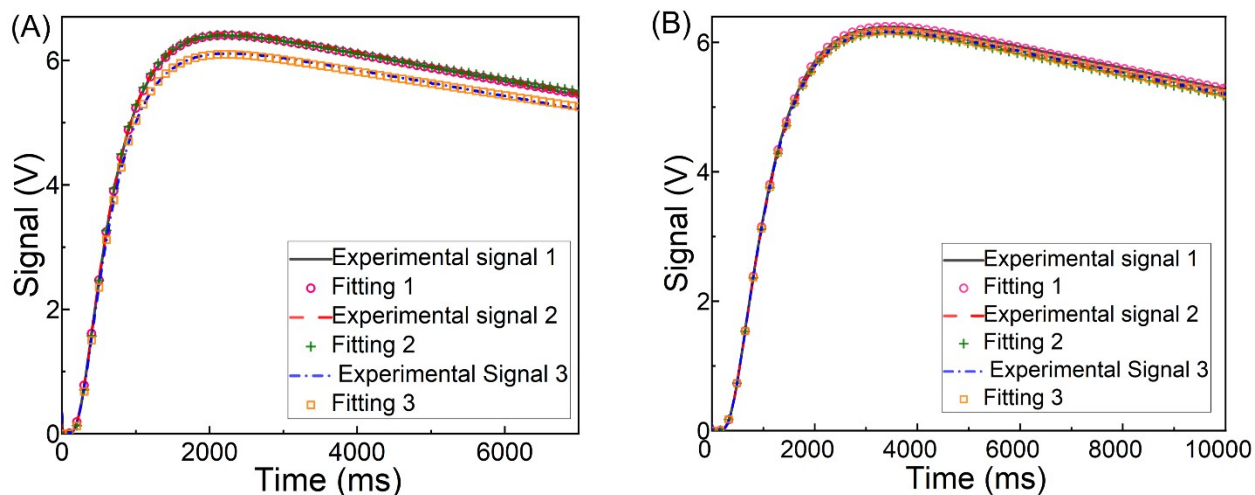 (A)
Signal (V)
6
4
2
0
Experimental signal 1
Fitting 1
Experimental signal 2
Fitting 2
Experimental Signal 3
Fitting 3
0 2000 4000 6000
Time (ms)
(B)
Signal (V)
6
4
2
0
Experimental signal 1
Fitting 1
Experimental signal 2
Fitting 2
Experimental Signal 3
Fitting 3
0 2000 4000 6000 8000 10000
Time (ms)